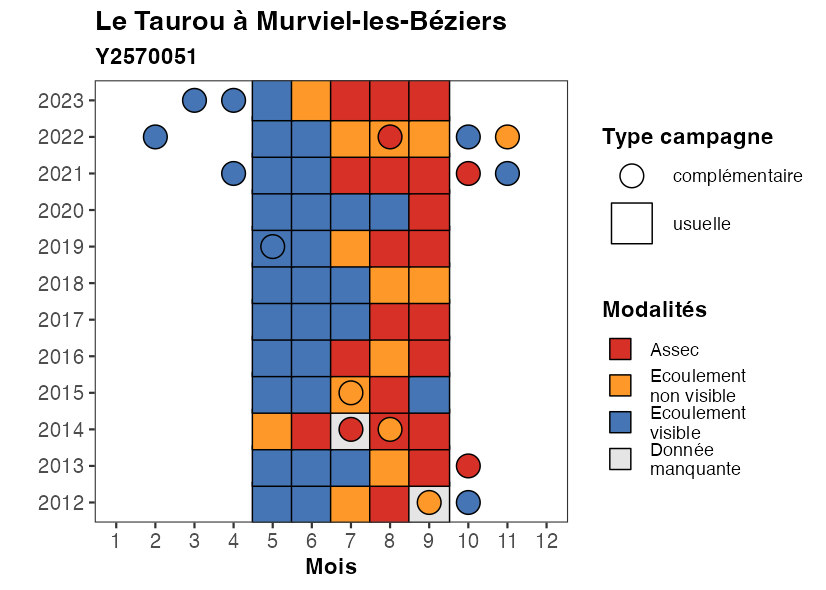 Le Taurou à Murviel-les-Béziers
Y2570051
2023
2022
2021
2020
2019
2018
2017
2016
2015
2014
2013
2012
1 2 3 4 5 6 7 8 9 10 11 12
Mois
Type campagne
complémentaire
usuelle
Modalités
Assec
Ecoulement
non visible
Ecoulement
visible
Donnée
manquante